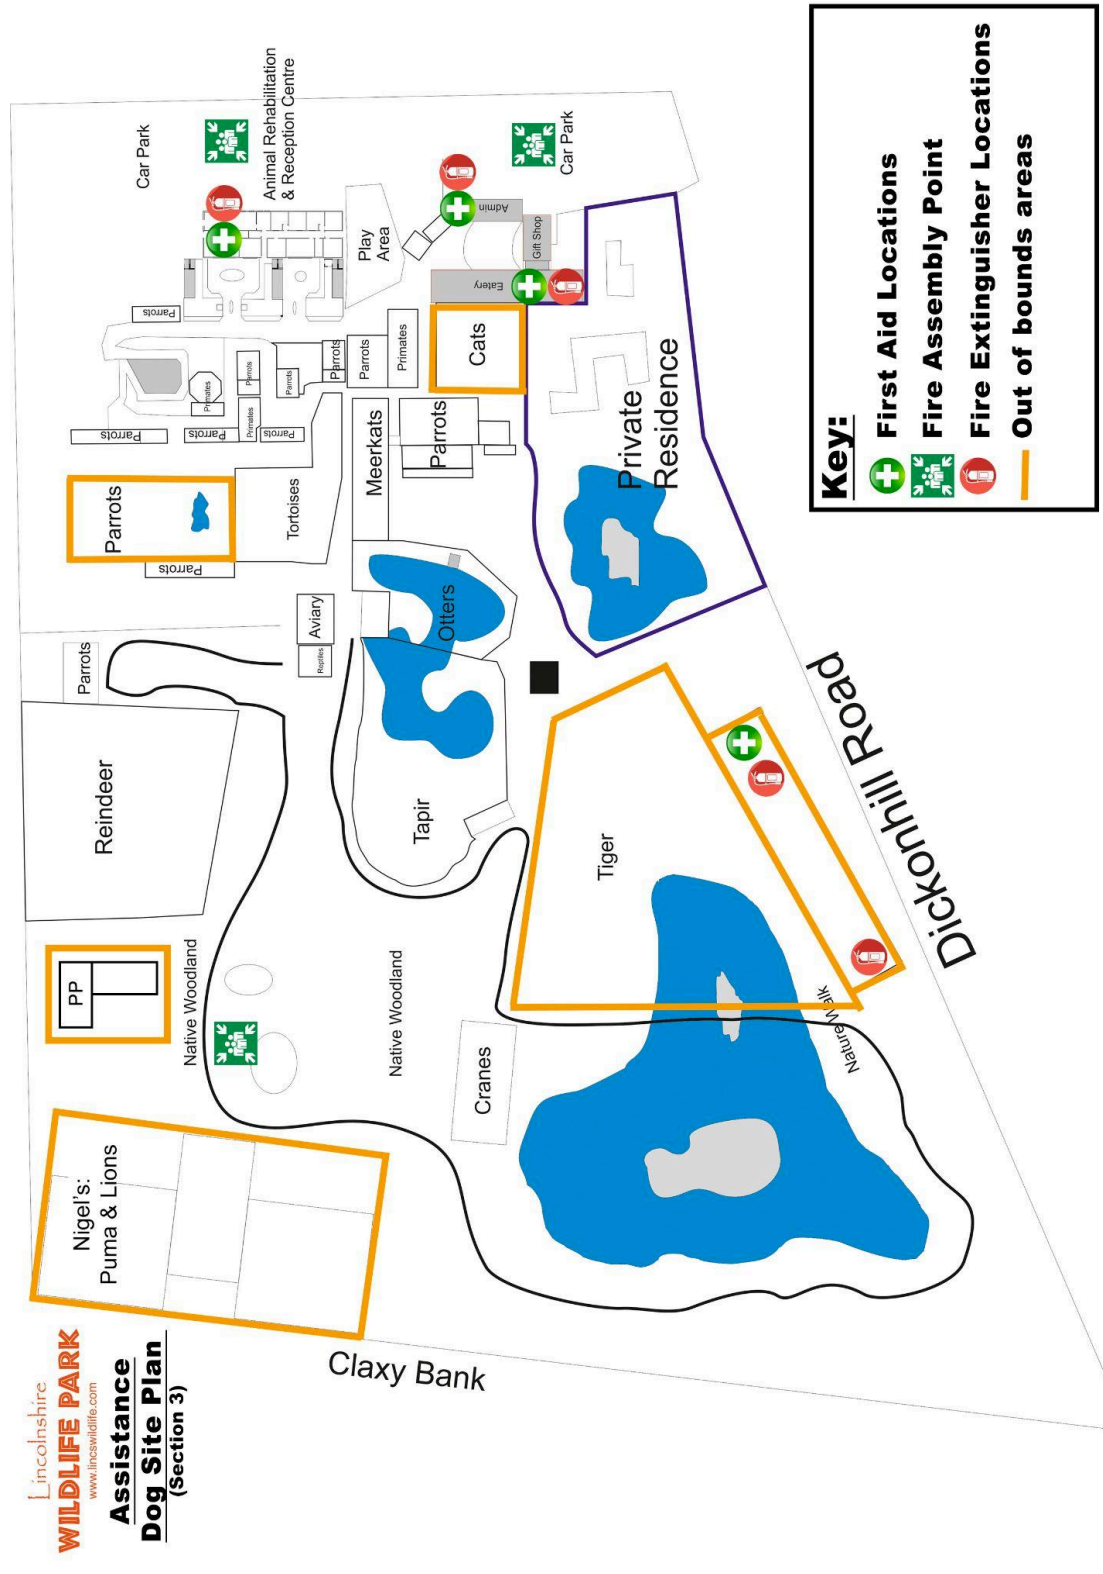 Lincolnshire
WILDLIFE PARK
www.lincswildlife.com
Assistance
Dog Site Plan
(Section 3)
Nigel's:
Puma & Lions
PP
Reindeer
Parrots
Parrots
Parrots
Parrots
Parrots
Parrots
Parrots
Primates
Primates
Parrots
Parrots
Parrots
Parrots
Primates
Car Park
Animal Rehabilitation
& Reception Centre
Native Woodland
Native Woodland
Aviary
Reptiles
Tortoises
Meerkats
Parrots
Play
Area
Tapir
Otters
Cats
Eatery
Admin
Gift Shop
Car Park
Cranes
Tiger
Private
Residence
Nature Walk
Claxy Bank
Dickonhill Road
Key:
First Aid Locations
Fire Assembly Point
Fire Extinguisher Locations
Out of bounds areas